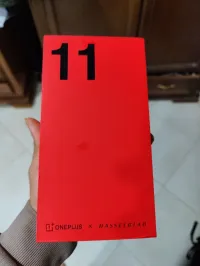 11
ONEPLUS × HASSELBLAD